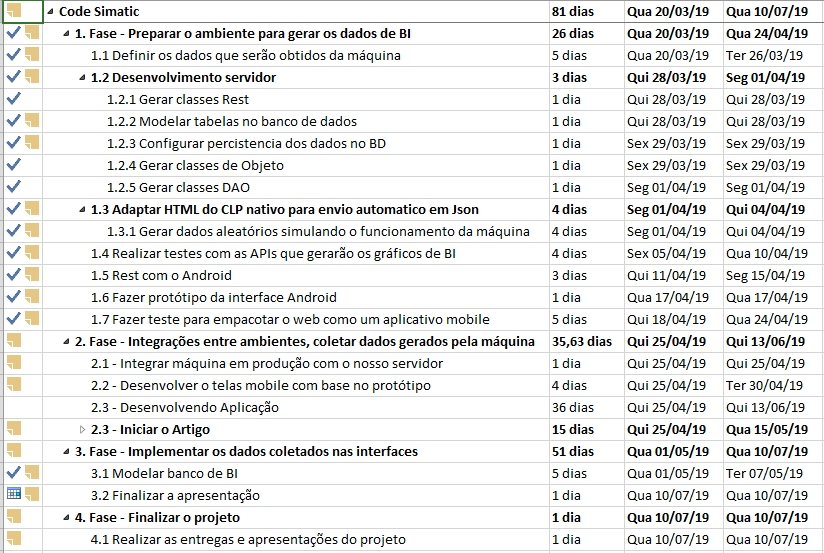 Code Simatic 81 dias Qua 20/03/19 Qua 10/07/19
1. Fase - Preparar o ambiente para gerar os dados de BI 26 dias Qua 20/03/19 Qua 24/04/19
1.1 Definir os dados que serão obtidos da máquina 5 dias Qua 20/03/19 Ter 26/03/19
1.2 Desenvolvimento servidor 3 dias Qui 28/03/19 Seg 01/04/19
1.2.1 Gerar classes Rest 1 dia Qui 28/03/19 Qui 28/03/19
1.2.2 Modelar tabelas no banco de dados 1 dia Qui 28/03/19 Qui 28/03/19
1.2.3 Configurar percistencia dos dados no BD 1 dia Sex 29/03/19 Sex 29/03/19
1.2.4 Gerar classes de Objeto 1 dia Sex 29/03/19 Sex 29/03/19
1.2.5 Gerar classes DAO 1 dia Seg 01/04/19 Seg 01/04/19
1.3 Adaptar HTML do CLP nativo para envio automatico em Json 4 dias Seg 01/04/19 Qui 04/04/19
1.3.1 Gerar dados aleatórios simulando o funcionamento da máquina 4 dias Seg 01/04/19 Qui 04/04/19
1.4 Realizar testes com as APIs que gerarão os gráficos de BI 4 dias Sex 05/04/19 Qua 10/04/19
1.5 Rest com o Android 3 dias Qui 11/04/19 Seg 15/04/19
1.6 Fazer protótipo da interface Android 1 dia Qua 17/04/19 Qua 17/04/19
1.7 Fazer teste para empacotar o web como um aplicativo mobile 5 dias Qui 18/04/19 Qua 24/04/19
2. Fase - Integrações entre ambientes, coletar dados gerados pela máquina 35,63 dias Qui 25/04/19 Qui 13/06/19
2.1 - Integrar máquina em produção com o nosso servidor 1 dia Qui 25/04/19 Qui 25/04/19
2.2 - Desenvolver o telas mobile com base no protótipo 4 dias Qui 25/04/19 Ter 30/04/19
2.3 - Desenvolvendo Aplicação 36 dias Qui 25/04/19 Qui 13/06/19
2.3 - Iniciar o Artigo 15 dias Qui 25/04/19 Qua 15/05/19
3. Fase - Implementar os dados coletados nas interfaces 51 dias Qua 01/05/19 Qua 10/07/19
3.1 Modelar banco de BI 5 dias Qua 01/05/19 Ter 07/05/19
3.2 Finalizar a apresentação 1 dia Qua 10/07/19 Qua 10/07/19
4. Fase - Finalizar o projeto 1 dia Qua 10/07/19 Qua 10/07/19
4.1 Realizar as entregas e apresentações do projeto 1 dia Qua 10/07/19 Qua 10/07/19